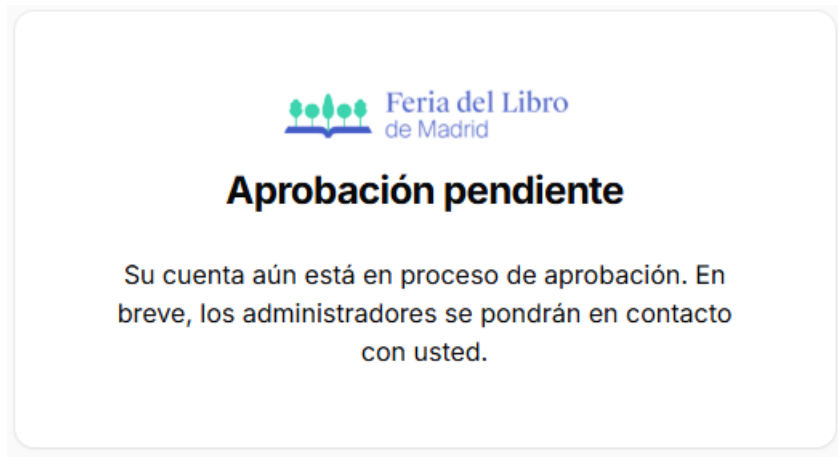 Feria del Libro
de Madrid
Aprobación pendiente
Su cuenta aún está en proceso de aprobación. En
breve, los administradores se pondrán en contacto
con usted.